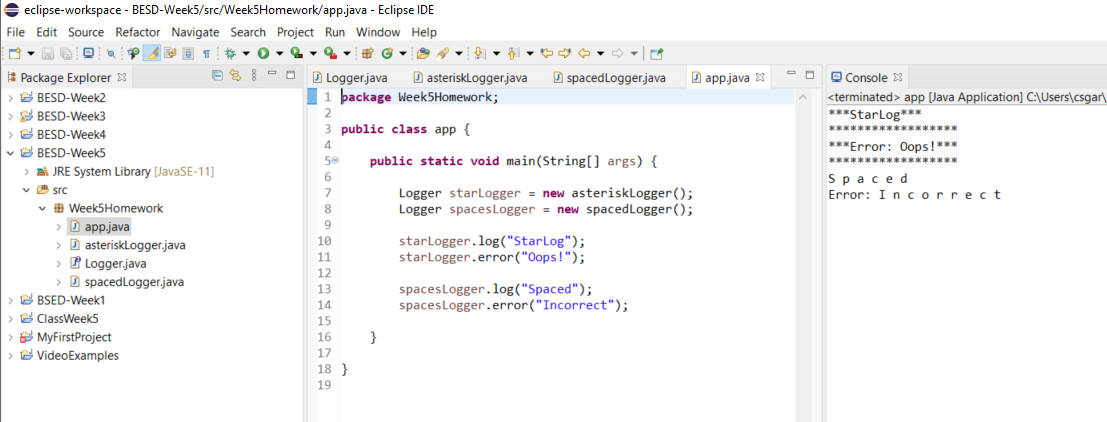 eclipse-workspace - BESD-Week5/src/Week5Homework/app.java - Eclipse IDE
File Edit Source Refactor Navigate Search Project Run Window Help
Package Explorer
BESD-Week2
BESD-Week3
BESD-Week4
BESD-Week5
JRE System Library [JavaSE-11]
src
Week5Homework
app.java
asteriskLogger.java
Logger.java
spacedLogger.java
BSED-Week1
ClassWeek5
MyFirstProject
VideoExamples
Logger.java asteriskLogger.java spacedLogger.java app.java
1 package Week5Homework;
2
3 public class app {
4
5 public static void main(String[] args) {
6
7 Logger starLogger = new asteriskLogger();
8 Logger spacesLogger = new spacedLogger();
9
10 starLogger.log("StarLog");
11 starLogger.error("Oops!");
12
13 spacesLogger.log("Spaced");
14 spacesLogger.error("Incorrect");
15
16 }
17
18 }
19
Console
<terminated> app [Java Application] C:\Users\csgar\
***StarLog***
******************
***Error: Oops!***
******************
S p a c e d
Error: I n c o r r e c t